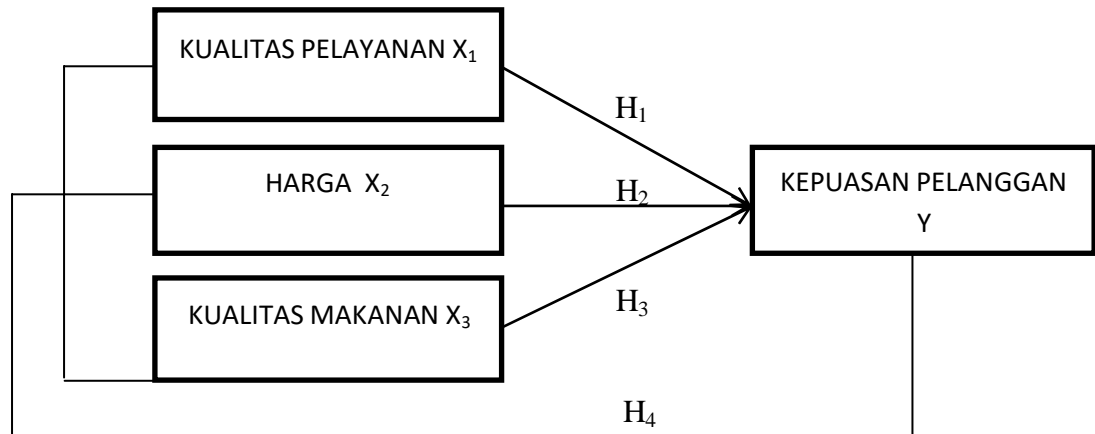 KUALITAS PELAYANAN X₁
H₁
HARGA X₂
H₂
KEPUASAN PELANGGAN
Y
KUALITAS MAKANAN X₃
H₃
H₄